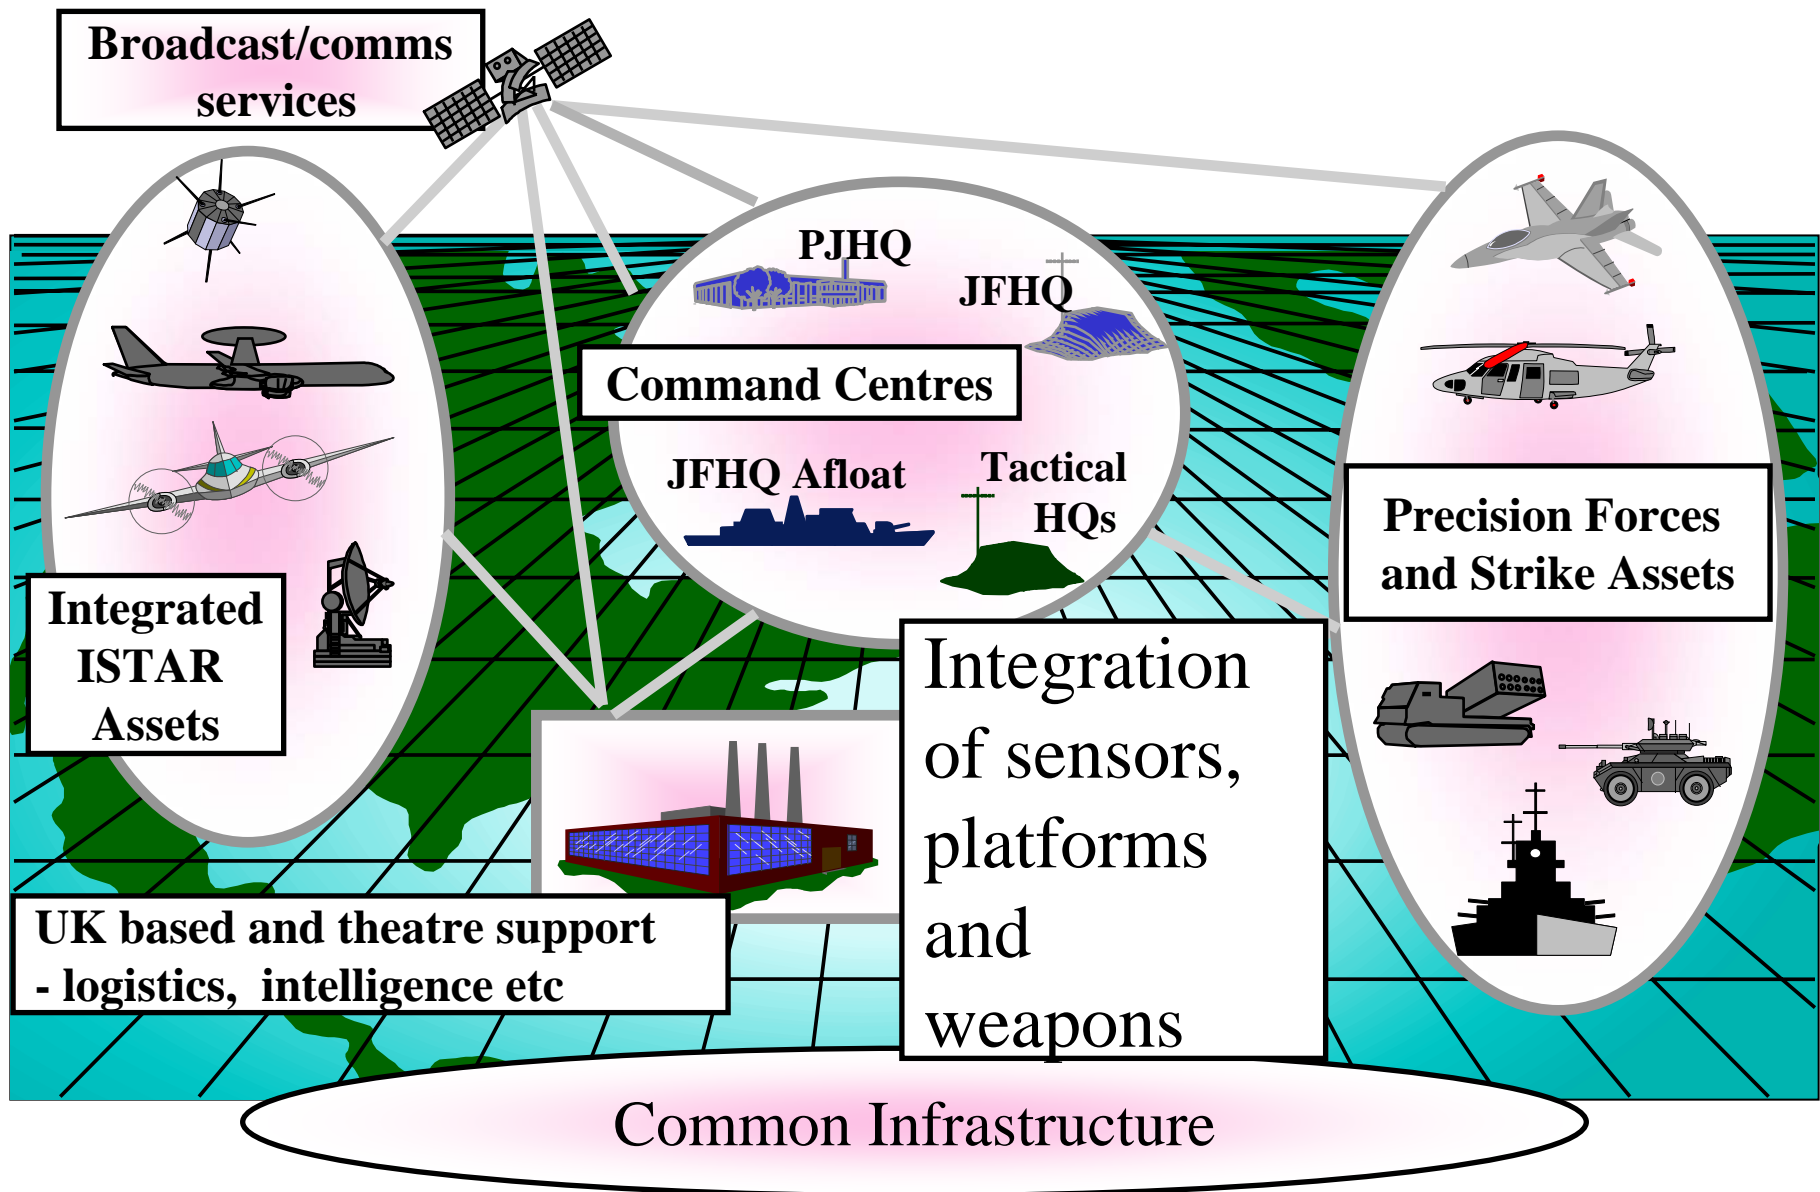 Broadcast/comms
services
PJHQ
JFHQ
Command Centres
JFHQ Afloat
Tactical
HQs
Precision Forces
and Strike Assets
Integrated
ISTAR
Assets
Integration
of sensors,
platforms
and
weapons
UK based and theatre support
- logistics,  intelligence etc
Common Infrastructure